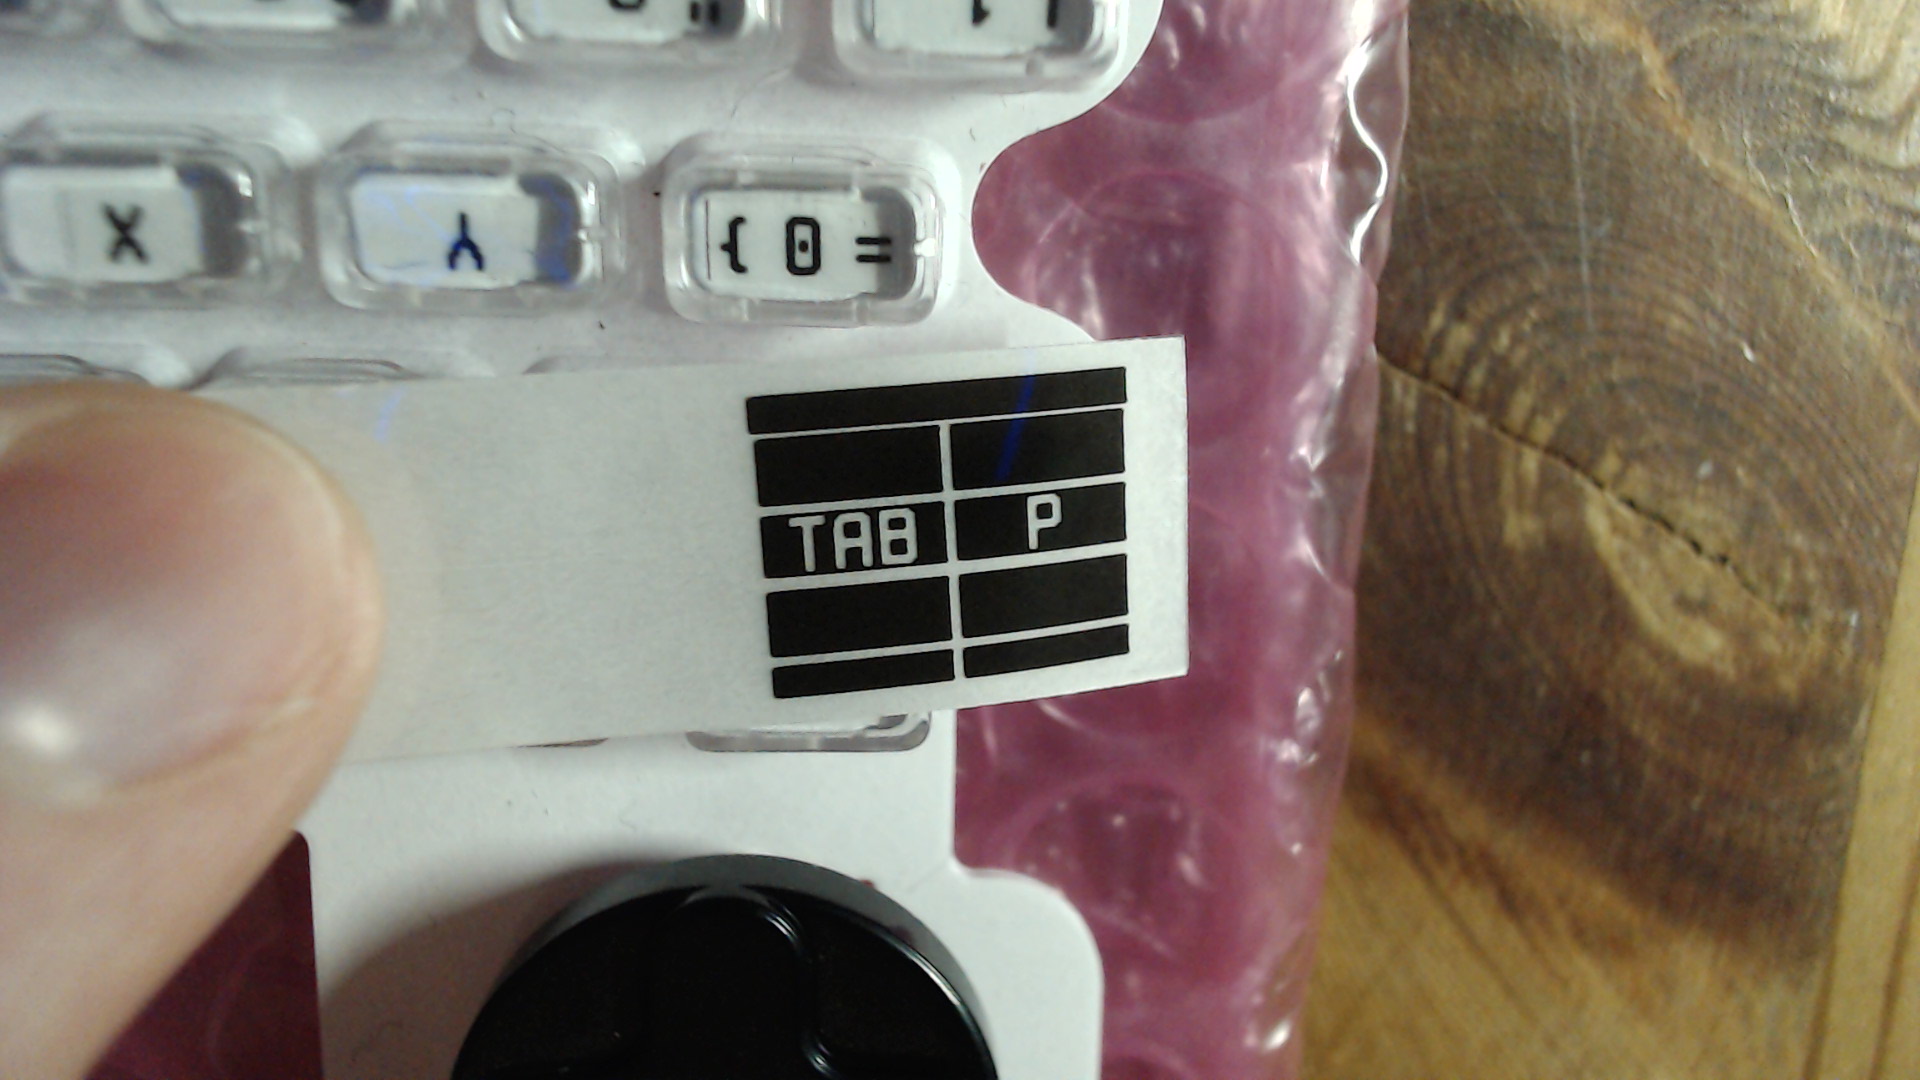 = 0 } Y X
TAB P